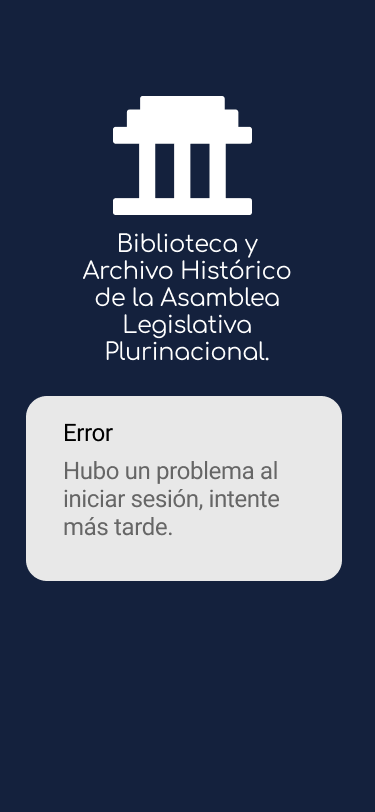 Biblioteca y
Archivo Histórico
de la Asamblea
Legislativa
Plurinacional.
Error
Hubo un problema al
iniciar sesión, intente
más tarde.